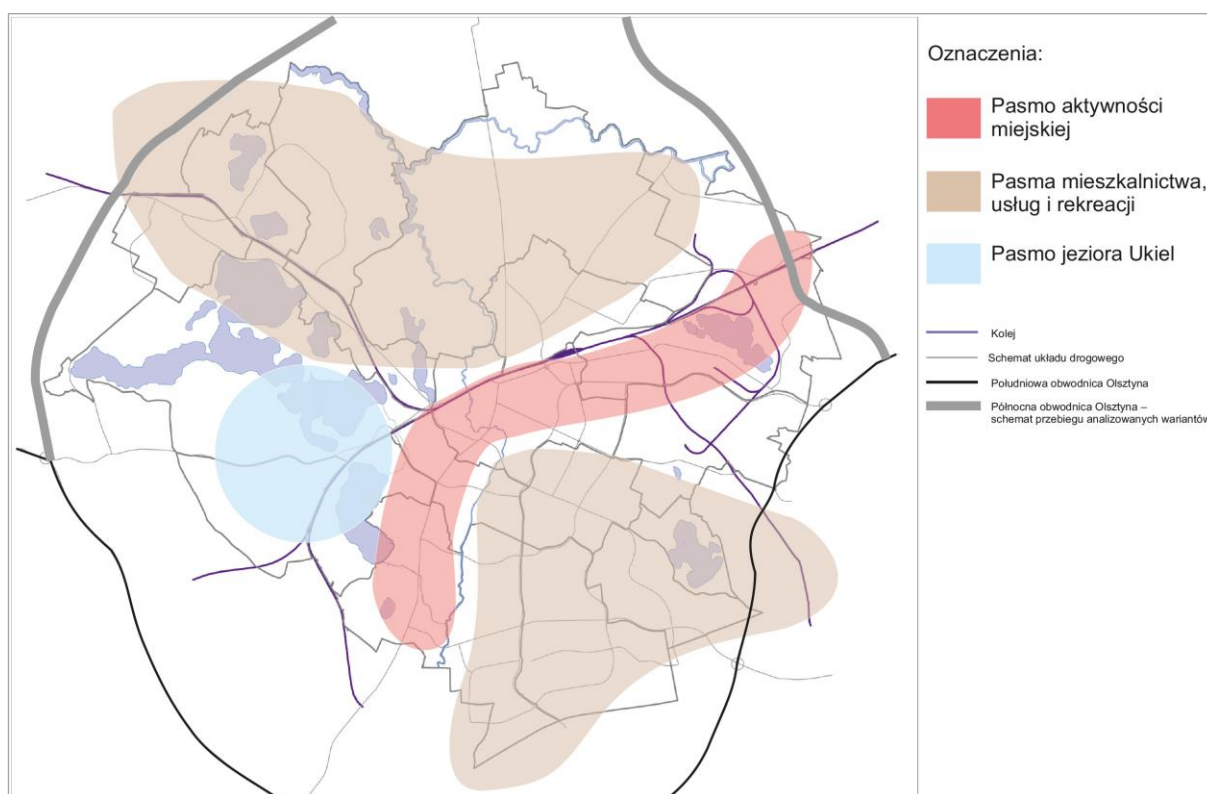 Oznaczenia:
Pasmo aktywności
miejskiej
Pasma mieszkalnictwa,
usług i rekreacji
Pasmo jeziora Ukiel
Kolej
Schemat układu drogowego
Południowa obwodnica Olsztyna
Północna obwodnica Olsztyna –
schemat przebiegu analizowanych wariantów